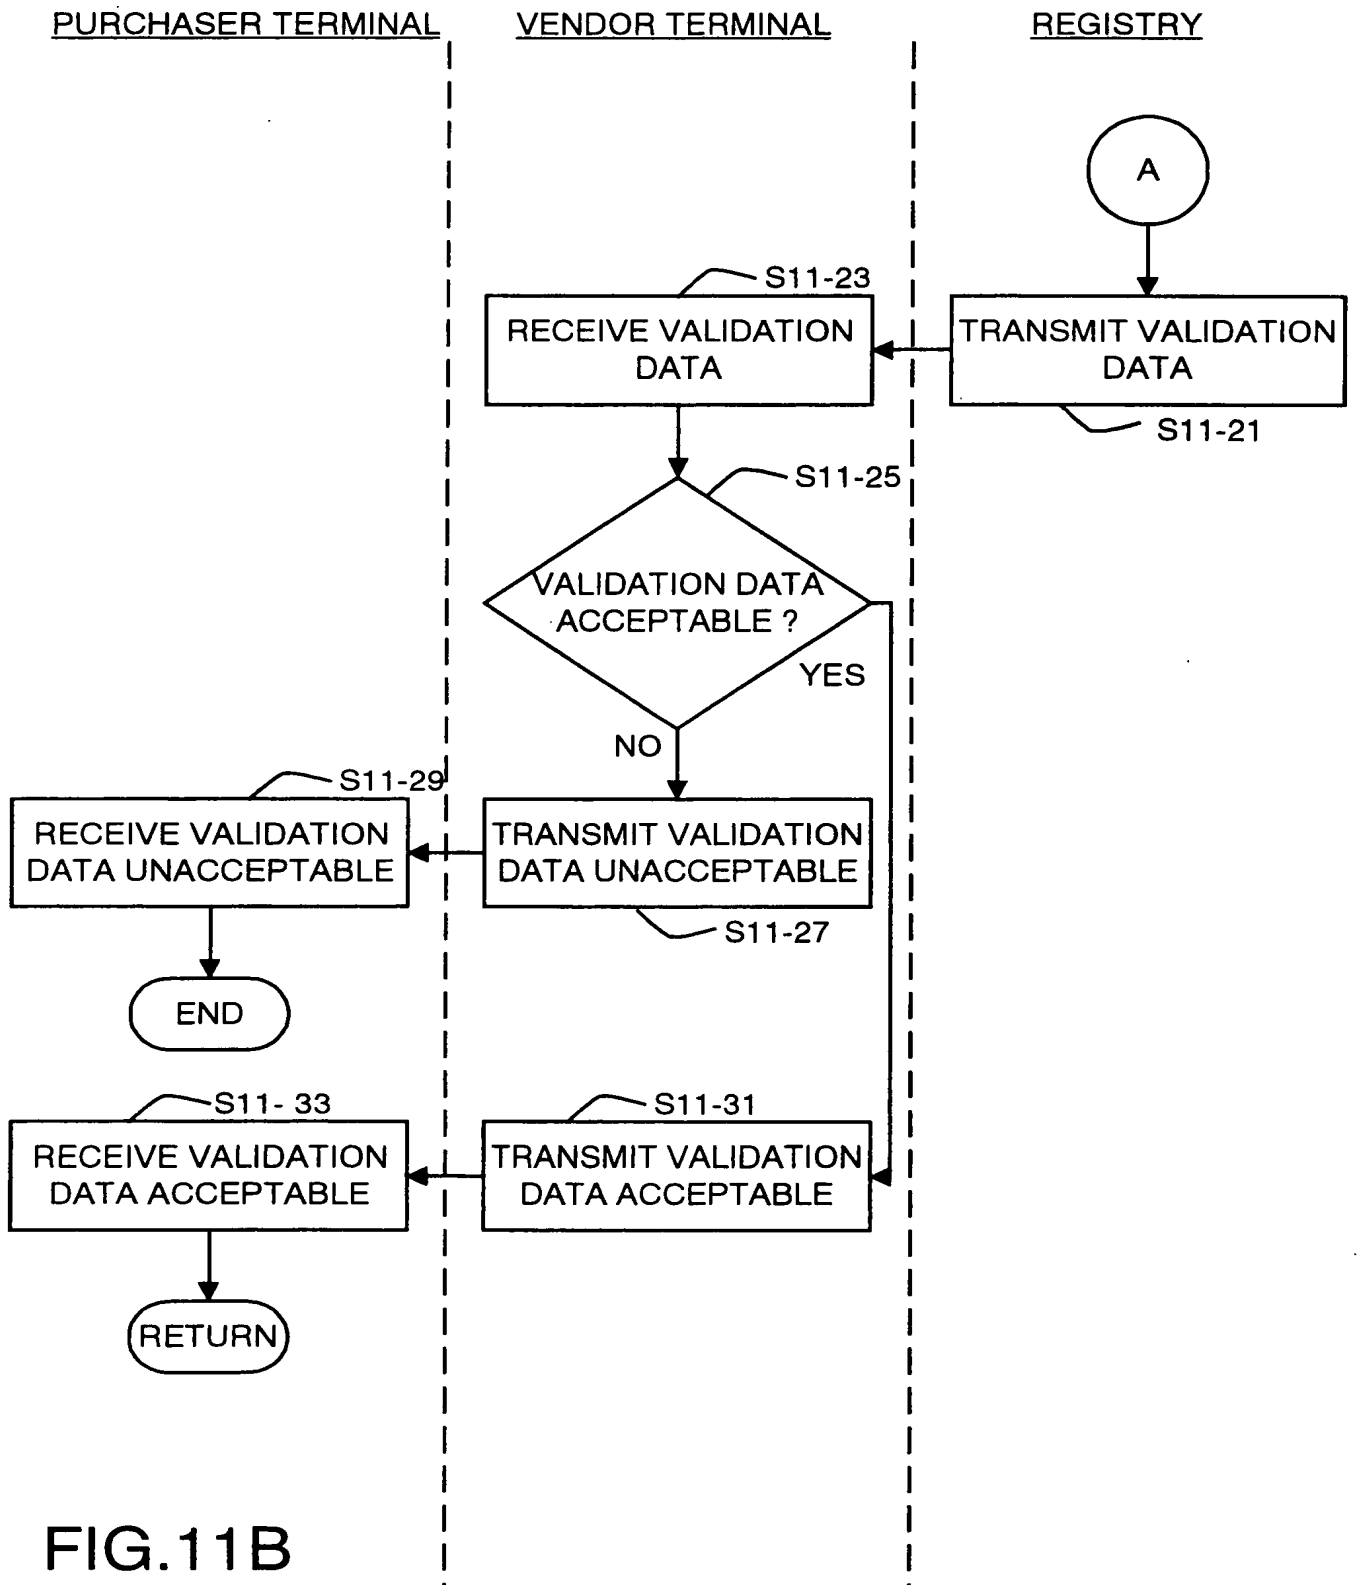 PURCHASER TERMINAL
VENDOR TERMINAL
REGISTRY
A
S11-23
RECEIVE VALIDATION
DATA
TRANSMIT VALIDATION
DATA
S11-21
S11-25
VALIDATION DATA
ACCEPTABLE ?
YES
NO
S11-29
RECEIVE VALIDATION
DATA UNACCEPTABLE
TRANSMIT VALIDATION
DATA UNACCEPTABLE
S11-27
END
S11- 33
RECEIVE VALIDATION
DATA ACCEPTABLE
S11-31
TRANSMIT VALIDATION
DATA ACCEPTABLE
RETURN
FIG.11B